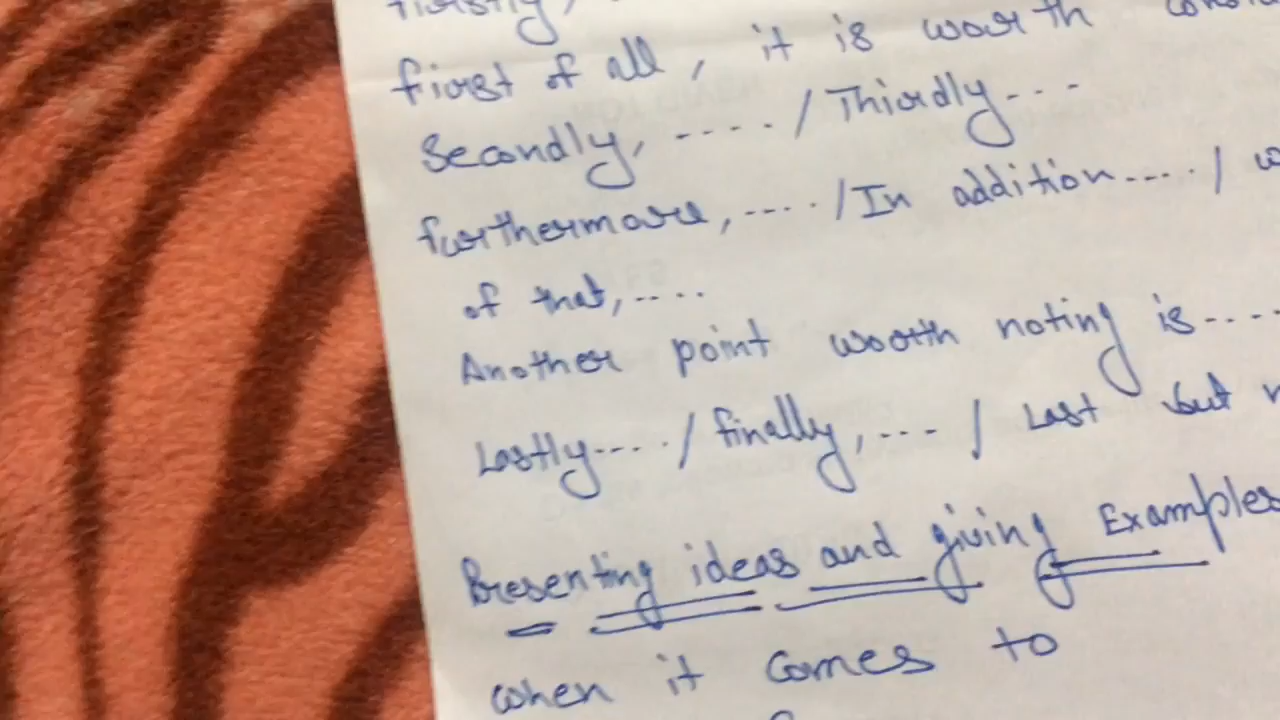 Firstly,
First of all, it is worth
Secondly, ..... / Thirdly...
Furthermore, ..... / In addition..... /
of that, .....
Another point worth noting is.....
Lastly..... / Finally, .... / Last but
Presenting ideas and giving Examples
When it comes to